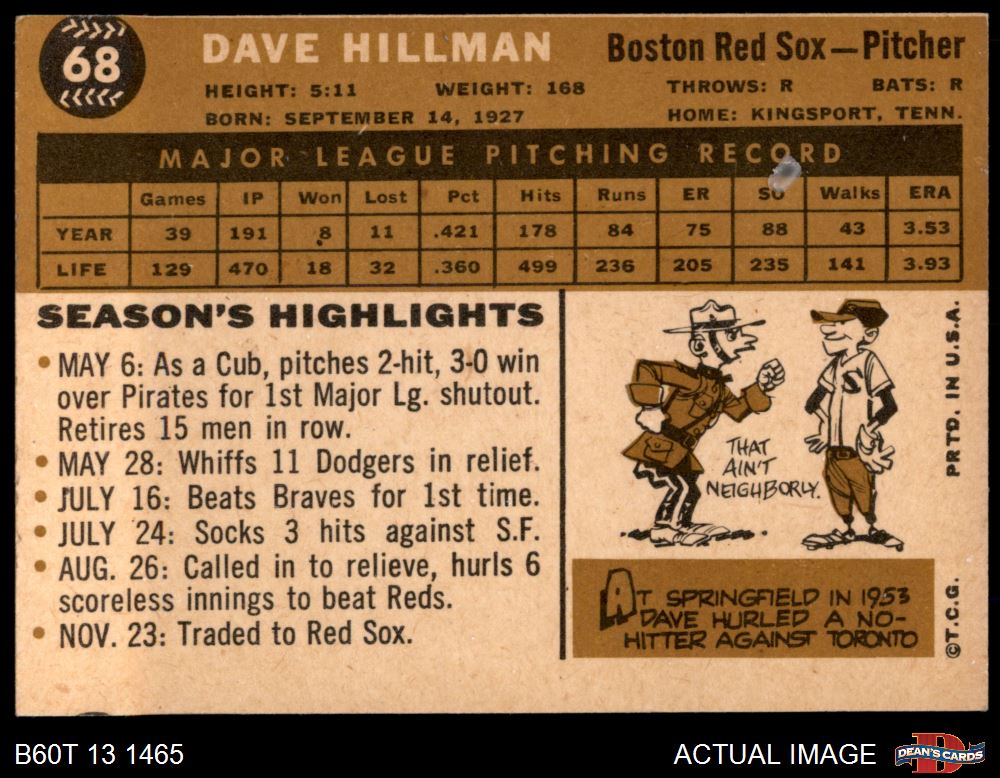 68
DAVE HILLMAN
Boston Red Sox—Pitcher
HEIGHT: 5:11 WEIGHT: 168 THROWS: R BATS: R
BORN: SEPTEMBER 14, 1927 HOME: KINGSPORT, TENN.
MAJOR LEAGUE PITCHING RECORD
Games IP Won Lost Pct Hits Runs ER SO Walks ERA
YEAR 39 191 8 11 .421 178 84 75 88 43 3.53
LIFE 129 470 18 32 .360 499 236 205 235 141 3.93
SEASON'S HIGHLIGHTS
• MAY 6: As a Cub, pitches 2-hit, 3-0 win
over Pirates for 1st Major Lg. shutout.
Retires 15 men in row.
• MAY 28: Whiffs 11 Dodgers in relief.
• JULY 16: Beats Braves for 1st time.
• JULY 24: Socks 3 hits against S.F.
• AUG. 26: Called in to relieve, hurls 6
scoreless innings to beat Reds.
• NOV. 23: Traded to Red Sox.
S
THAT
AIN'T
NEIGHBORLY.
AT SPRINGFIELD IN 1953
DAVE HURLED A NO-
HITTER AGAINST TORONTO
©T.C.G. PRTD. IN U.S.A.
B60T 13 1465
ACTUAL IMAGE
D
DEAN'S CARDS